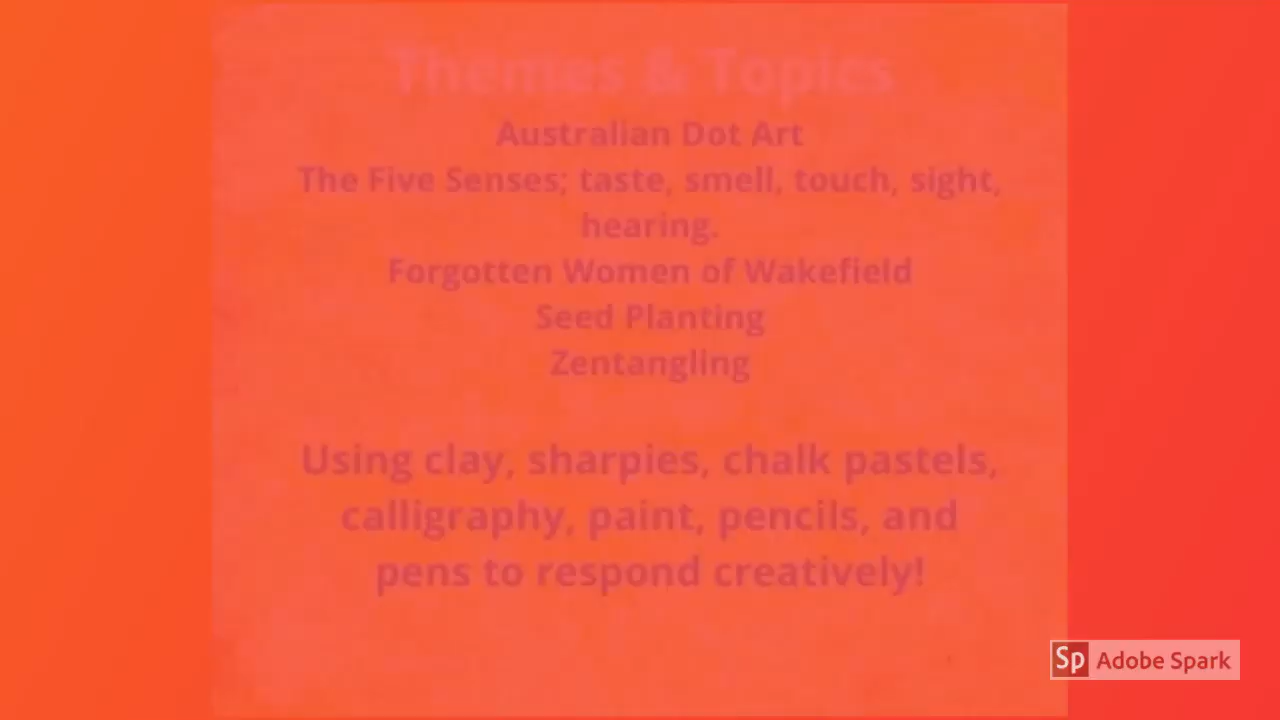 Themes & Topics
Australian Dot Art
The Five Senses; taste, smell, touch, sight,
hearing.
Forgotten Women of Wakefield
Seed Planting
Zentangling
Using clay, sharpies, chalk pastels,
calligraphy, paint, pencils, and
pens to respond creatively!
Sp Adobe Spark